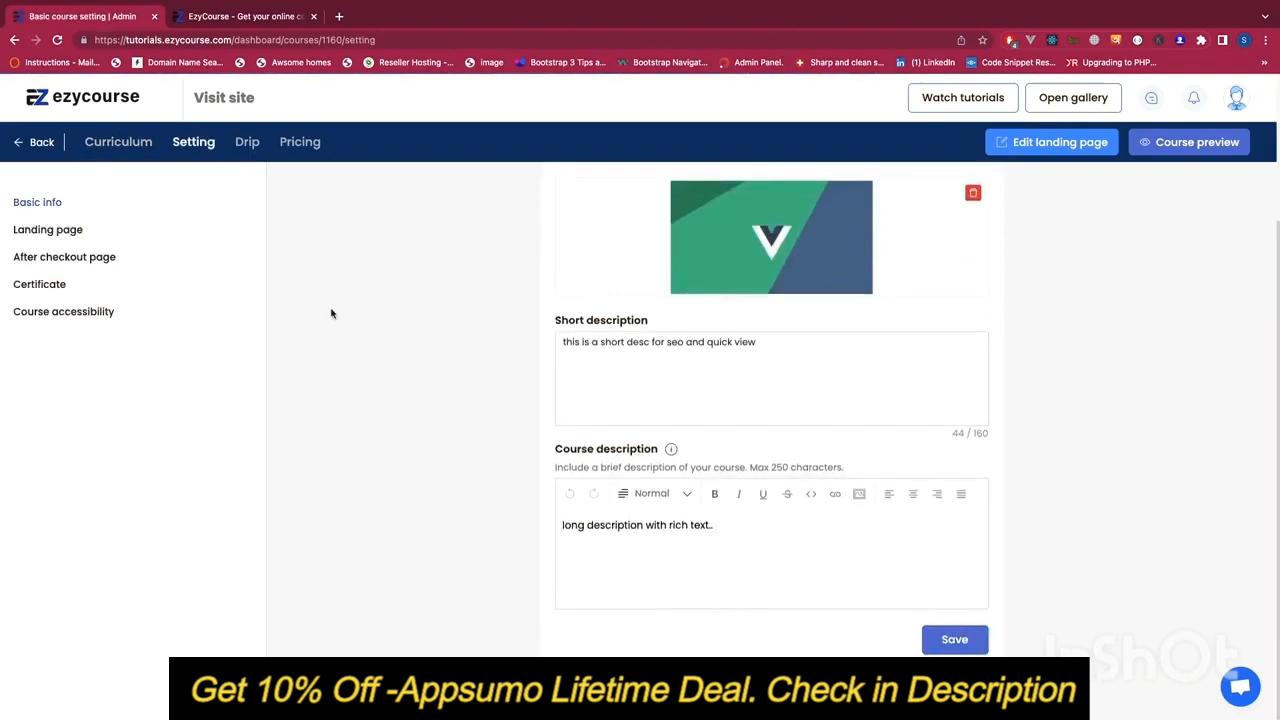 Basic course setting | Admin
EzyCourse - Get your online co
https://tutorials.ezycourse.com/dashboard/courses/1160/setting
Instructions - Mail...
Domain Name Sea...
Awsome homes
Reseller Hosting -...
image
Bootstrap 3 Tips a...
Bootstrap Navigat...
Admin Panel.
Sharp and clean s...
(1) LinkedIn
Code Snippet Res...
Upgrading to PHP...
ezycourse
Visit site
Watch tutorials
Open gallery
Back
Curriculum
Setting
Drip
Pricing
Edit landing page
Course preview
Basic info
Landing page
After checkout page
Certificate
Course accessibility
Short description
this is a short desc for seo and quick view
44 / 160
Course description
Include a brief description of your course. Max 250 characters.
Normal
B I U S
long description with rich text..
Save
InShOt
Get 10% Off -Appsumo Lifetime Deal. Check in Description